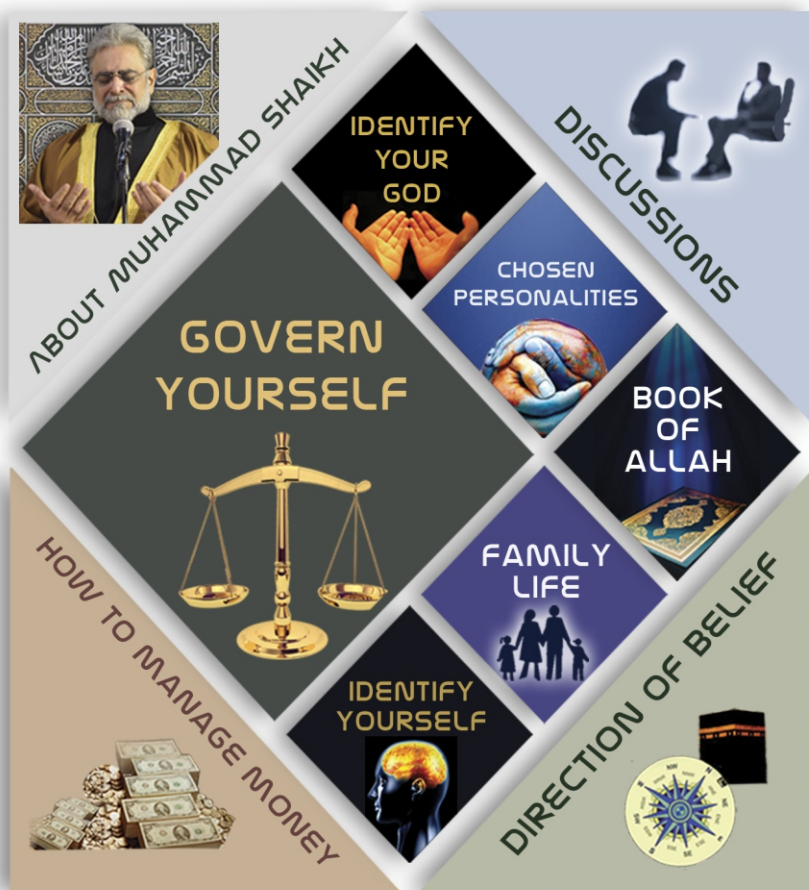 ABOUT MUHAMMAD SHAIKH
IDENTIFY
YOUR
GOD
DISCUSSIONS
CHOSEN
PERSONALITIES
GOVERN
YOURSELF
BOOK
OF
ALLAH
FAMILY
LIFE
HOW TO MANAGE MONEY
IDENTIFY
YOURSELF
DIRECTION OF BELIEF